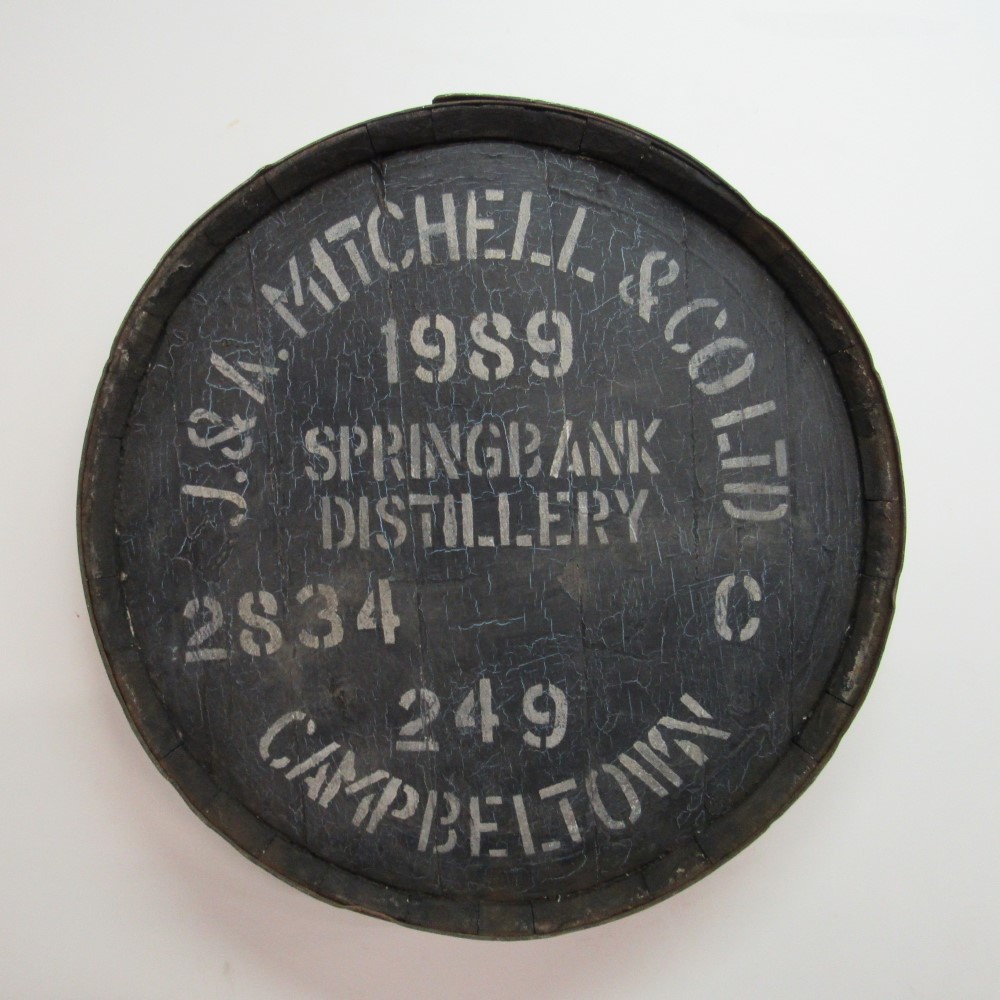 J.&A. MITCHELL & CO LTD
1989
SPRINGBANK
DISTILLERY
2834 C
249
CAMPBELTOWN